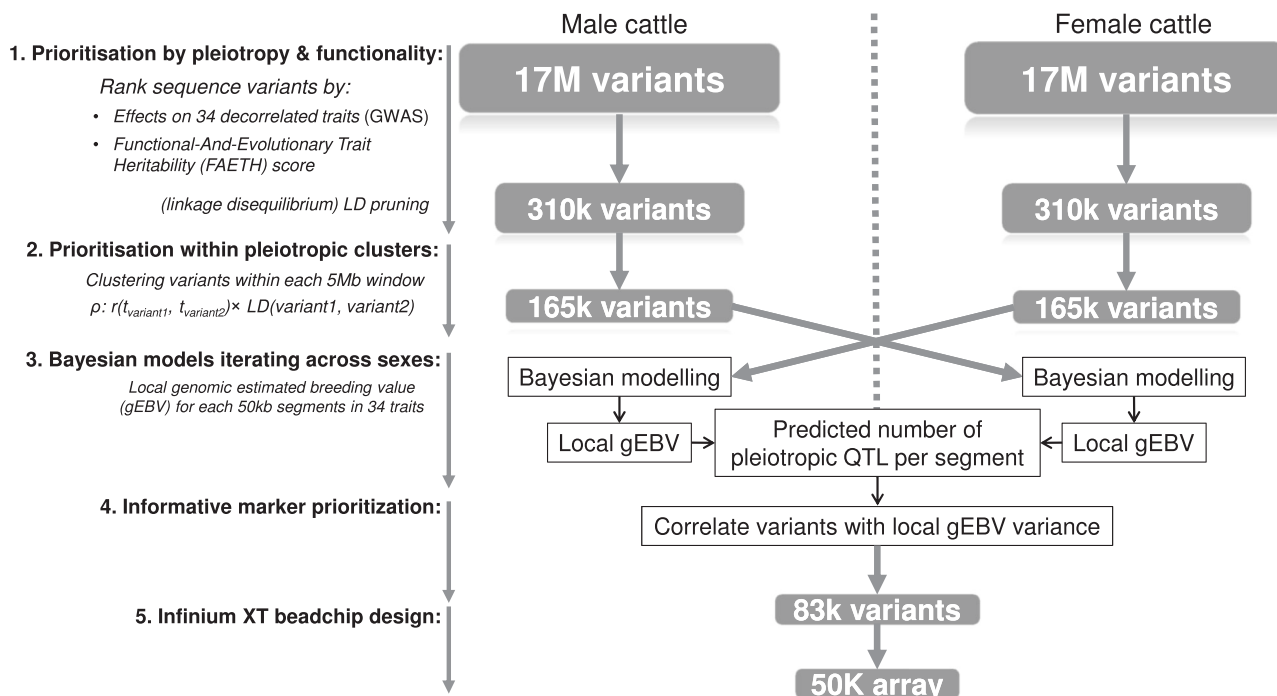 Male cattle
Female cattle
1. Prioritisation by pleiotropy & functionality:
17M variants
17M variants
Rank sequence variants by:
• Effects on 34 decorrelated traits (GWAS)
• Functional-And-Evolutionary Trait
Heritability (FAETH) score
(linkage disequilibrium) LD pruning
310k variants
310k variants
2. Prioritisation within pleiotropic clusters:
Clustering variants within each 5Mb window
ρ: r(tvariant1, tvariant2)× LD(variant1, variant2)
165k variants
165k variants
3. Bayesian models iterating across sexes:
Local genomic estimated breeding value
(gEBV) for each 50kb segments in 34 traits
Bayesian modelling
Bayesian modelling
Local gEBV
Predicted number of
pleiotropic QTL per segment
Local gEBV
4. Informative marker prioritization:
Correlate variants with local gEBV variance
5. Infinium XT beadchip design:
83k variants
50K array